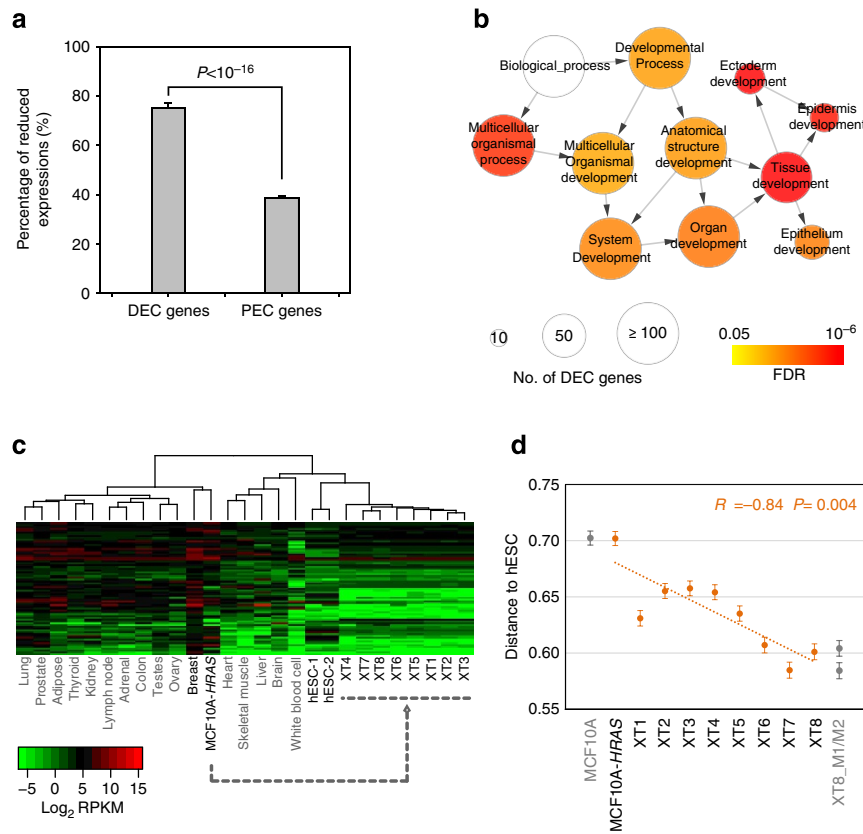 a
100
80
60
40
20
0
Percentage of reduced
expressions (%)
P<10−16
DEC genes
PEC genes
b
Biological_process
Developmental
Process
Ectoderm
development
Epidermis
development
Multicellular
organismal
process
Multicellular
Organismal
development
Anatomical
structure
development
Tissue
development
System
Development
Organ
development
Epithelium
development
10
50
≥ 100
No. of DEC genes
0.05
10−6
FDR
c
Lung
Prostate
Adipose
Thyroid
Kidney
Lymph node
Adrenal
Colon
Testes
Ovary
Breast
MCF10A-HRAS
Heart
Skeletal muscle
Liver
Brain
White blood cell
hESC-1
hESC-2
XT4
XT7
XT8
XT6
XT5
XT1
XT2
XT3
−5
0
5
10
15
Log2 RPKM
d
0.75
0.70
0.65
0.60
0.55
Distance to hESC
R =−0.84 P= 0.004
MCF10A
MCF10A-HRAS
XT1
XT2
XT3
XT4
XT5
XT6
XT7
XT8
XT8_M1/M2